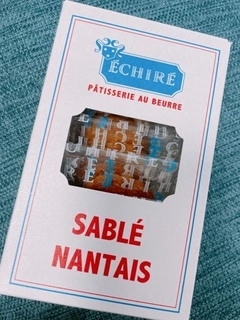 ÉCHIRÉ
PÂTISSERIE AU BEURRE
SABLÉ
NANTAIS